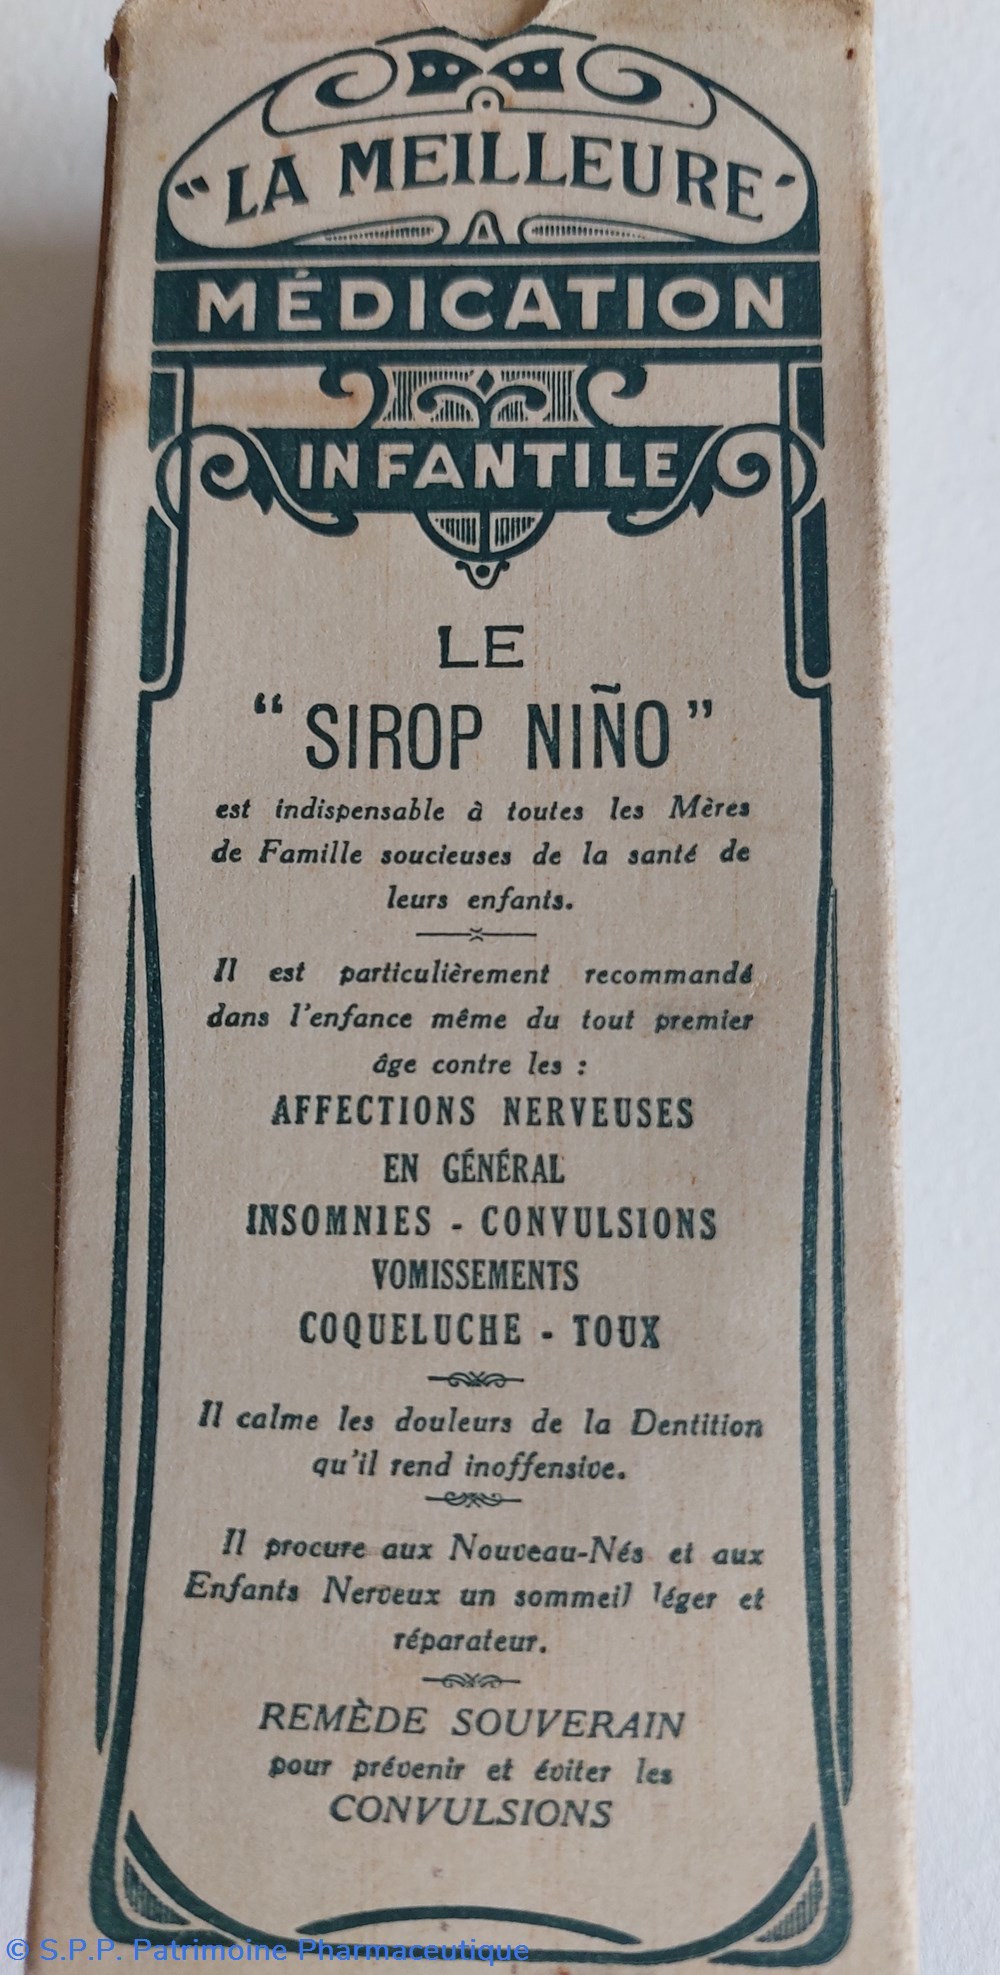 "LA MEILLEURE"
MÉDICATION
INFANTILE
LE
"SIROP NIÑO"
est indispensable à toutes les Mères
de Famille soucieuses de la santé de
leurs enfants.
Il est particulièrement recommandé
dans l'enfance même du tout premier
âge contre les :
AFFECTIONS NERVEUSES
EN GÉNÉRAL
INSOMNIES - CONVULSIONS
VOMISSEMENTS
COQUELUCHE - TOUX
Il calme les douleurs de la Dentition
qu'il rend inoffensive.
Il procure aux Nouveau-Nés et aux
Enfants Nerveux un sommeil léger et
réparateur.
REMÈDE SOUVERAIN
pour prévenir et éviter les
CONVULSIONS
© S.P.P. Patrimoine Pharmaceutique